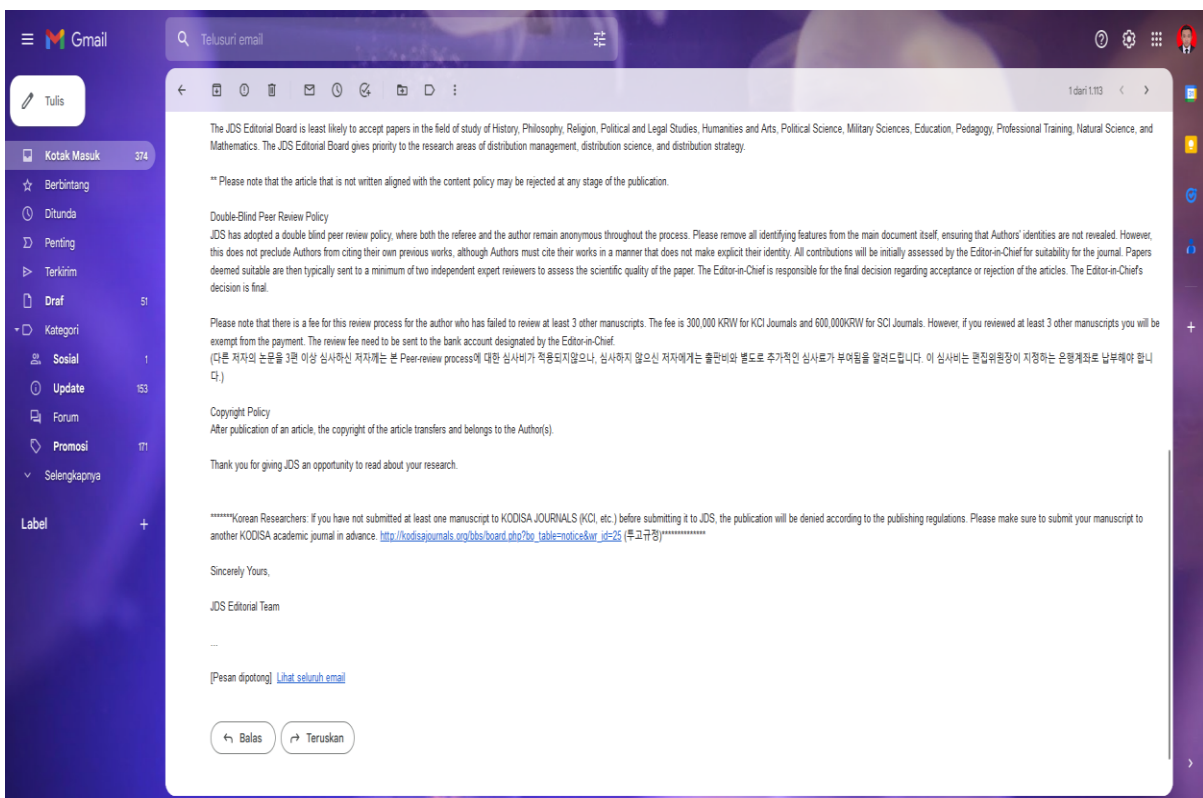 Gmail
Telusuri email
Tulis
1 dari 1.113
Kotak Masuk 374
Berbintang
Ditunda
Penting
Terkirim
Draf 51
Kategori
Sosial 1
Update 153
Forum
Promosi 171
Selengkapnya
Label
The JDS Editorial Board is least likely to accept papers in the field of study of History, Philosophy, Religion, Political and Legal Studies, Humanities and Arts, Political Science, Military Sciences, Education, Pedagogy, Professional Training, Natural Science, and
Mathematics. The JDS Editorial Board gives priority to the research areas of distribution management, distribution science, and distribution strategy.
** Please note that the article that is not written aligned with the content policy may be rejected at any stage of the publication.
Double-Blind Peer Review Policy
JDS has adopted a double blind peer review policy, where both the referee and the author remain anonymous throughout the process. Please remove all identifying features from the main document itself, ensuring that Authors' identities are not revealed. However,
this does not preclude Authors from citing their own previous works, although Authors must cite their works in a manner that does not make explicit their identity. All contributions will be initially assessed by the Editor-in-Chief for suitability for the journal. Papers
deemed suitable are then typically sent to a minimum of two independent expert reviewers to assess the scientific quality of the paper. The Editor-in-Chief is responsible for the final decision regarding acceptance or rejection of the articles. The Editor-in-Chief's
decision is final.
Please note that there is a fee for this review process for the author who has failed to review at least 3 other manuscripts. The fee is 300,000 KRW for KCI Journals and 600,000KRW for SCI Journals. However, if you reviewed at least 3 other manuscripts you will be
exempt from the payment. The review fee need to be sent to the bank account designated by the Editor-in-Chief.
(다른 저자의 논문을 3편 이상 심사하신 저자께는 본 Peer-review process에 대한 심사비가 적용되지않으나, 심사하지 않으신 저자에게는 출판비와 별도로 추가적인 심사료가 부여됨을 알려드립니다. 이 심사비는 편집위원장이 지정하는 은행계좌로 납부해야 합니
다.)
Copyright Policy
After publication of an article, the copyright of the article transfers and belongs to the Author(s).
Thank you for giving JDS an opportunity to read about your research.
*******Korean Researchers: If you have not submitted at least one manuscript to KODISA JOURNALS (KCI, etc.) before submitting it to JDS, the publication will be denied according to the publishing regulations. Please make sure to submit your manuscript to
another KODISA academic journal in advance. http://kodisajournals.org/bbs/board.php?bo_table=notice&wr_id=25 (투고규정)**************
Sincerely Yours,
JDS Editorial Team
...
[Pesan dipotong] Lihat seluruh email
Balas
Teruskan